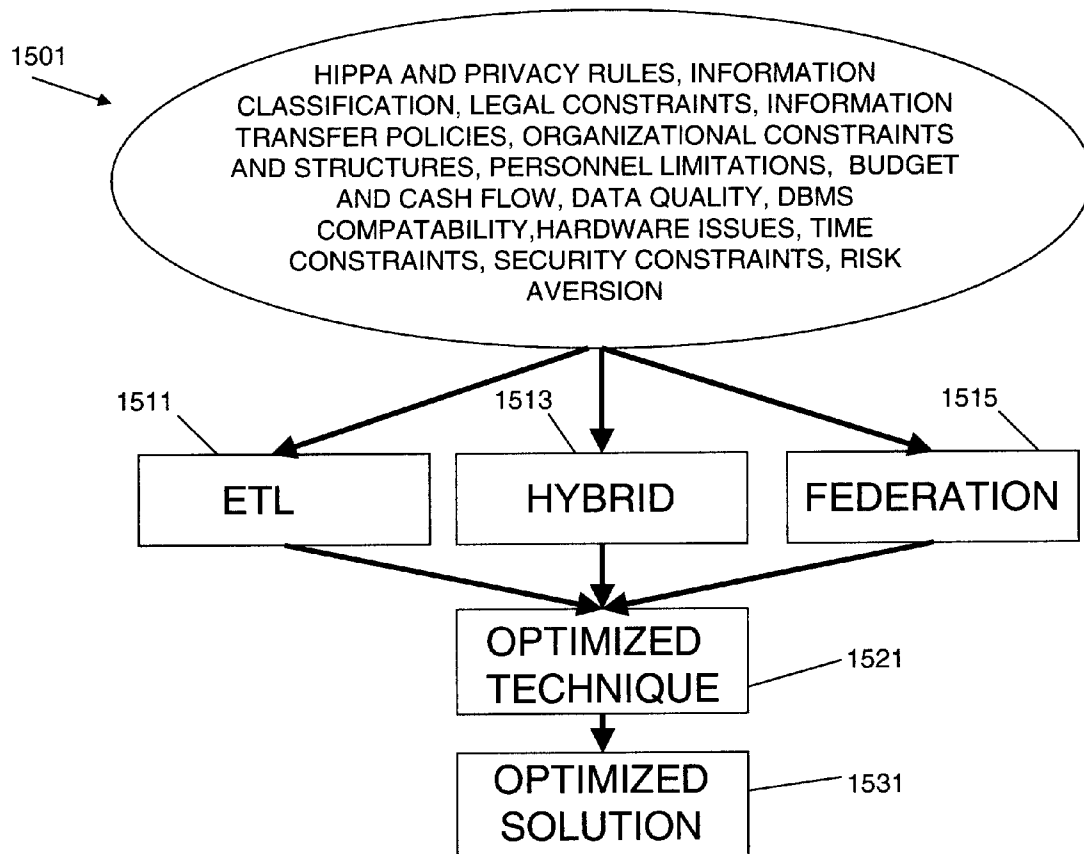 1501
HIPPA AND PRIVACY RULES, INFORMATION
CLASSIFICATION, LEGAL CONSTRAINTS, INFORMATION
TRANSFER POLICIES, ORGANIZATIONAL CONSTRAINTS
AND STRUCTURES, PERSONNEL LIMITATIONS, BUDGET
AND CASH FLOW, DATA QUALITY, DBMS
COMPATABILITY,HARDWARE ISSUES, TIME
CONSTRAINTS, SECURITY CONSTRAINTS, RISK
AVERSION
1511
1513
1515
ETL
HYBRID
FEDERATION
OPTIMIZED
TECHNIQUE
1521
OPTIMIZED
SOLUTION
1531